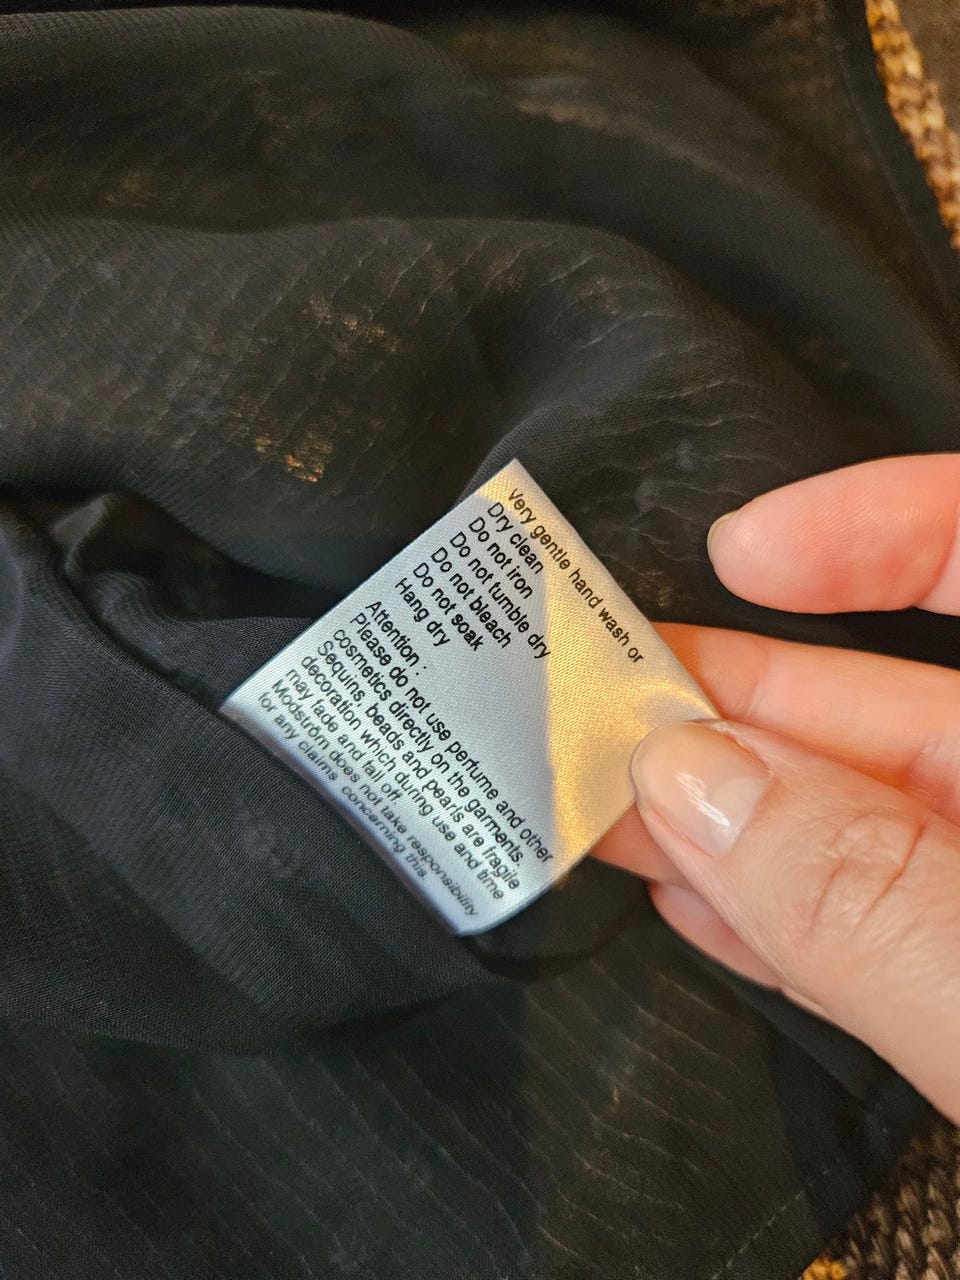 Very gentle hand wash or
Dry clean
Do not iron
Do not tumble dry
Do not bleach
Do not soak
Hang dry
Attention :
Please do not use perfume and other
cosmetics directly on the garments.
Sequins, beads and pearls are fragile
decoration which during use and time
may fade and fall off.
Modström does not take responsibility
for any claims concerning this.